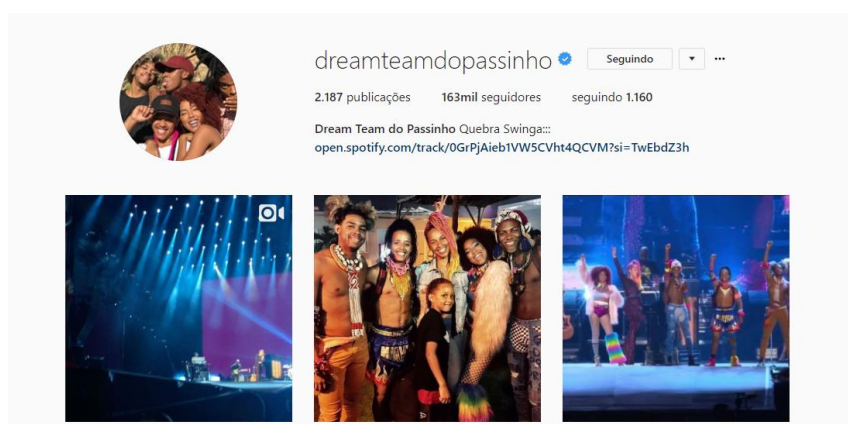 dreamteamdopassinho Seguindo
2.187 publicações 163mil seguidores seguindo 1.160
Dream Team do Passinho Quebra Swinga:::
open.spotify.com/track/0GrPjAieb1VW5CVht4QCVM?si=TwEbdZ3h